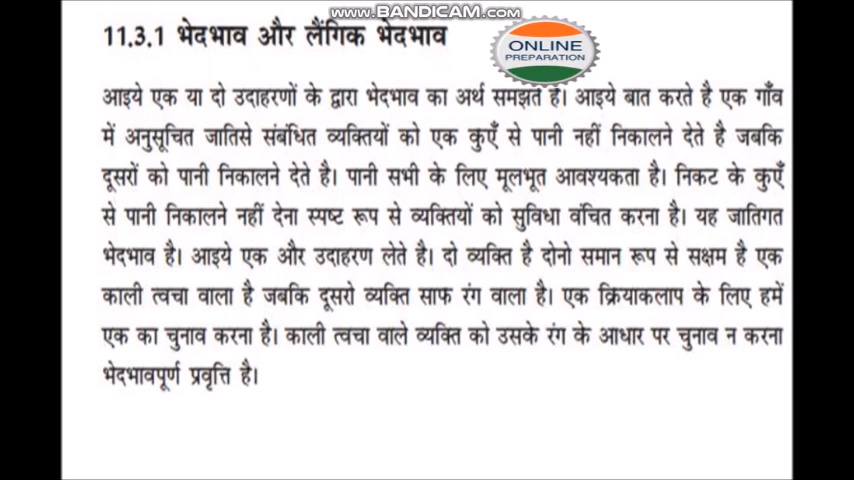 www.BANDICAM.com
11.3.1 भेदभाव और लैंगिक भेदभाव
ONLINE
PREPARATION
आइये एक या दो उदाहरणों के द्वारा भेदभाव का अर्थ समझते है। आइये बात करते है एक गाँव
में अनुसूचित जातिसे संबंधित व्यक्तियों को एक कुएँ से पानी नहीं निकालने देते है जबकि
दूसरों को पानी निकालने देते है। पानी सभी के लिए मूलभूत आवश्यकता है। निकट के कुएँ
से पानी निकालने नहीं देना स्पष्ट रूप से व्यक्तियों को सुविधा वंचित करना है। यह जातिगत
भेदभाव है। आइये एक और उदाहरण लेते है। दो व्यक्ति है दोनो समान रूप से सक्षम है एक
काली त्वचा वाला है जबकि दूसरो व्यक्ति साफ रंग वाला है। एक क्रियाकलाप के लिए हमें
एक का चुनाव करना है। काली त्वचा वाले व्यक्ति को उसके रंग के आधार पर चुनाव न करना
भेदभावपूर्ण प्रवृत्ति है।